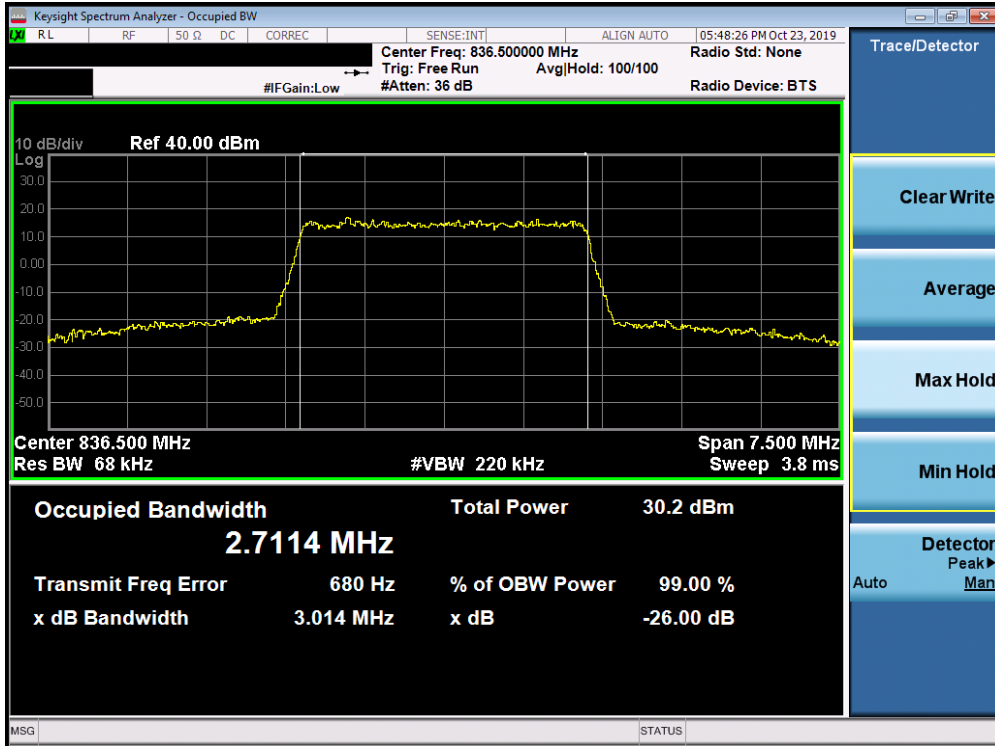 Keysight Spectrum Analyzer - Occupied BW
LXI RL RF 50 Ω DC CORREC SENSE:INT ALIGN AUTO 05:48:26 PM Oct 23, 2019
Center Freq: 836.500000 MHz Radio Std: None
Trig: Free Run Avg|Hold: 100/100
#IFGain:Low #Atten: 36 dB Radio Device: BTS
10 dB/div Ref 40.00 dBm
Log
30.0
20.0
10.0
0.00
-10.0
-20.0
-30.0
-40.0
-50.0
Center 836.500 MHz Span 7.500 MHz
Res BW 68 kHz #VBW 220 kHz Sweep 3.8 ms
Occupied Bandwidth Total Power 30.2 dBm
2.7114 MHz
Transmit Freq Error 680 Hz % of OBW Power 99.00 %
x dB Bandwidth 3.014 MHz x dB -26.00 dB
MSG STATUS
Trace/Detector
Clear Write
Average
Max Hold
Min Hold
Detector
Peak▶
Auto Man